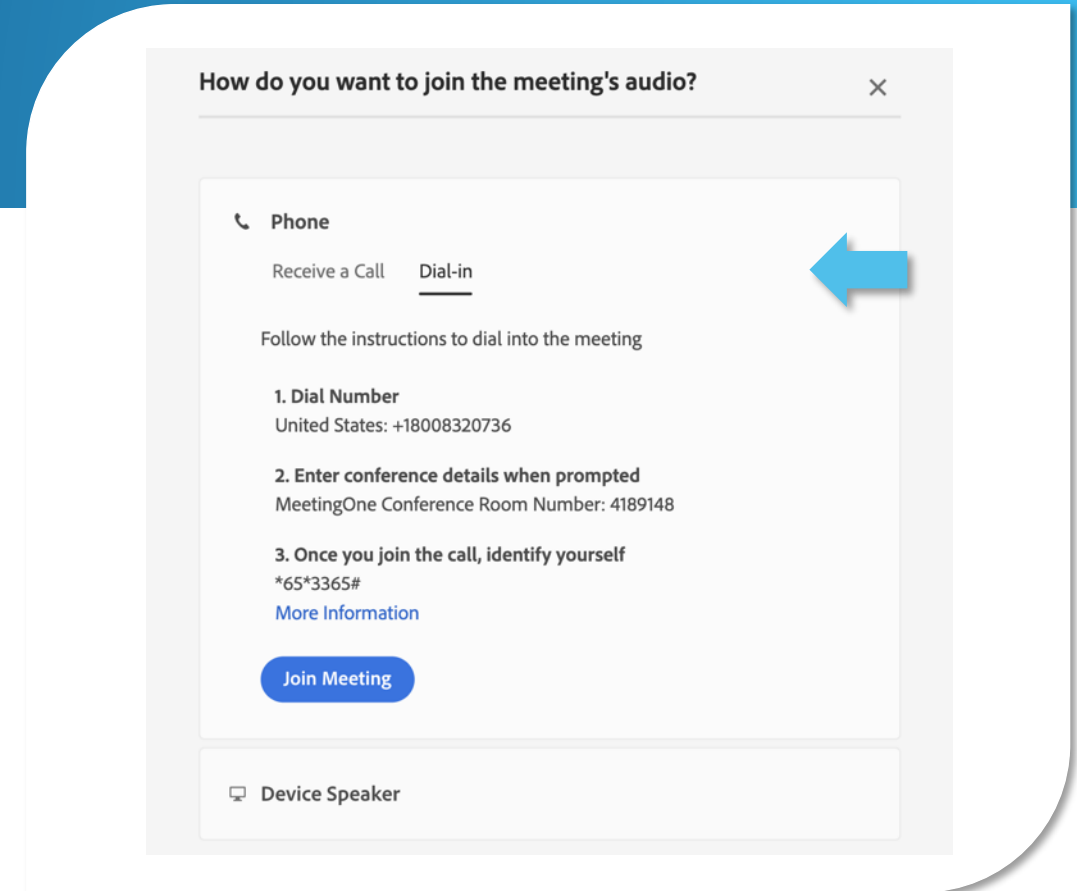 How do you want to join the meeting's audio?
Phone
Receive a Call Dial-in
Follow the instructions to dial into the meeting
1. Dial Number
United States: +18008320736
2. Enter conference details when prompted
MeetingOne Conference Room Number: 4189148
3. Once you join the call, identify yourself
*65*3365#
More Information
Join Meeting
Device Speaker